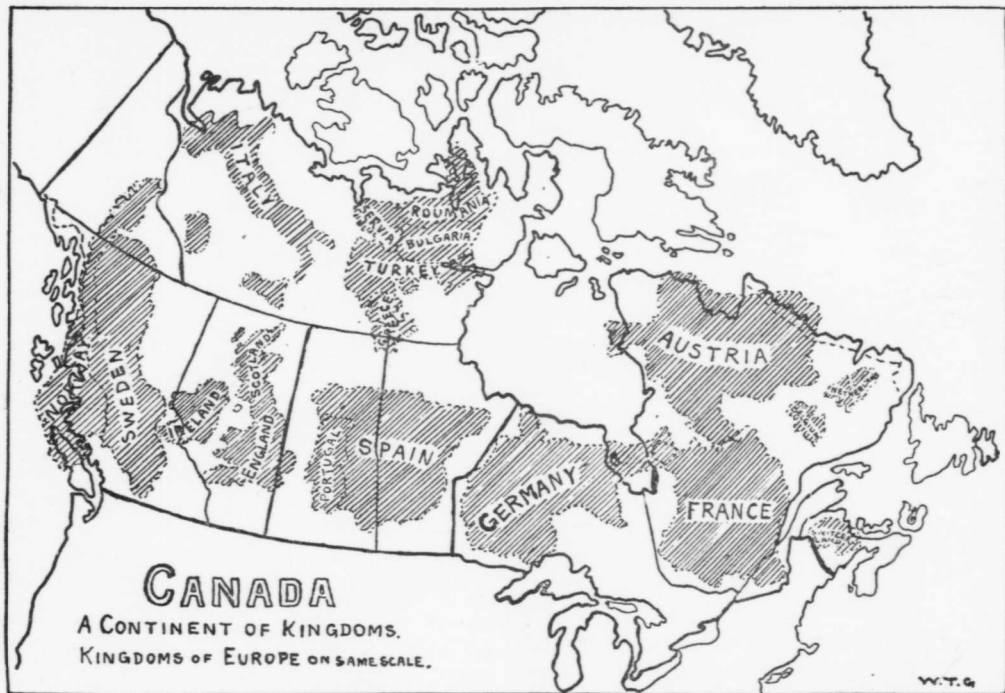 ITALY
ROUMANIA
SERVIA
BULGARIA
TURKEY
GREECE
NORWAY
SWEDEN
IRELAND
SCOTLAND
ENGLAND
PORTUGAL
SPAIN
GERMANY
AUSTRIA
FRANCE
CANADA
A CONTINENT OF KINGDOMS.
KINGDOMS OF EUROPE ON SAME SCALE.
W.T.G